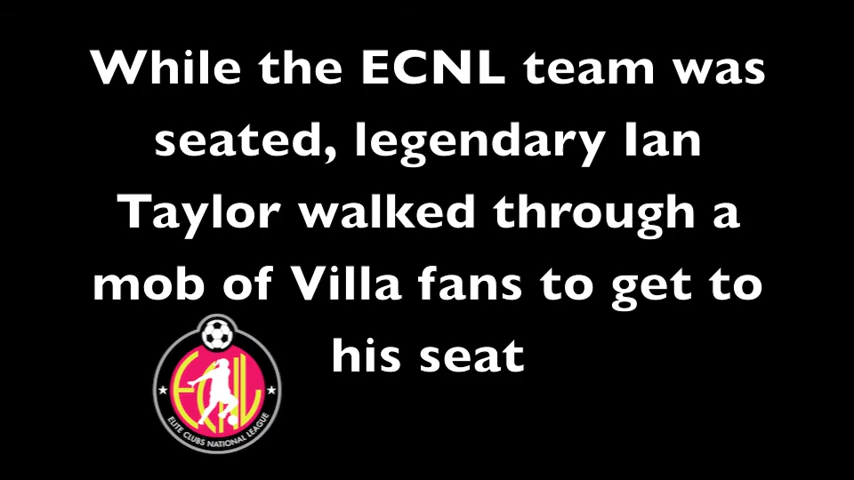 While the ECNL team was
seated, legendary Ian
Taylor walked through a
mob of Villa fans to get to
his seat
ECNL
ELITE CLUBS NATIONAL LEAGUE